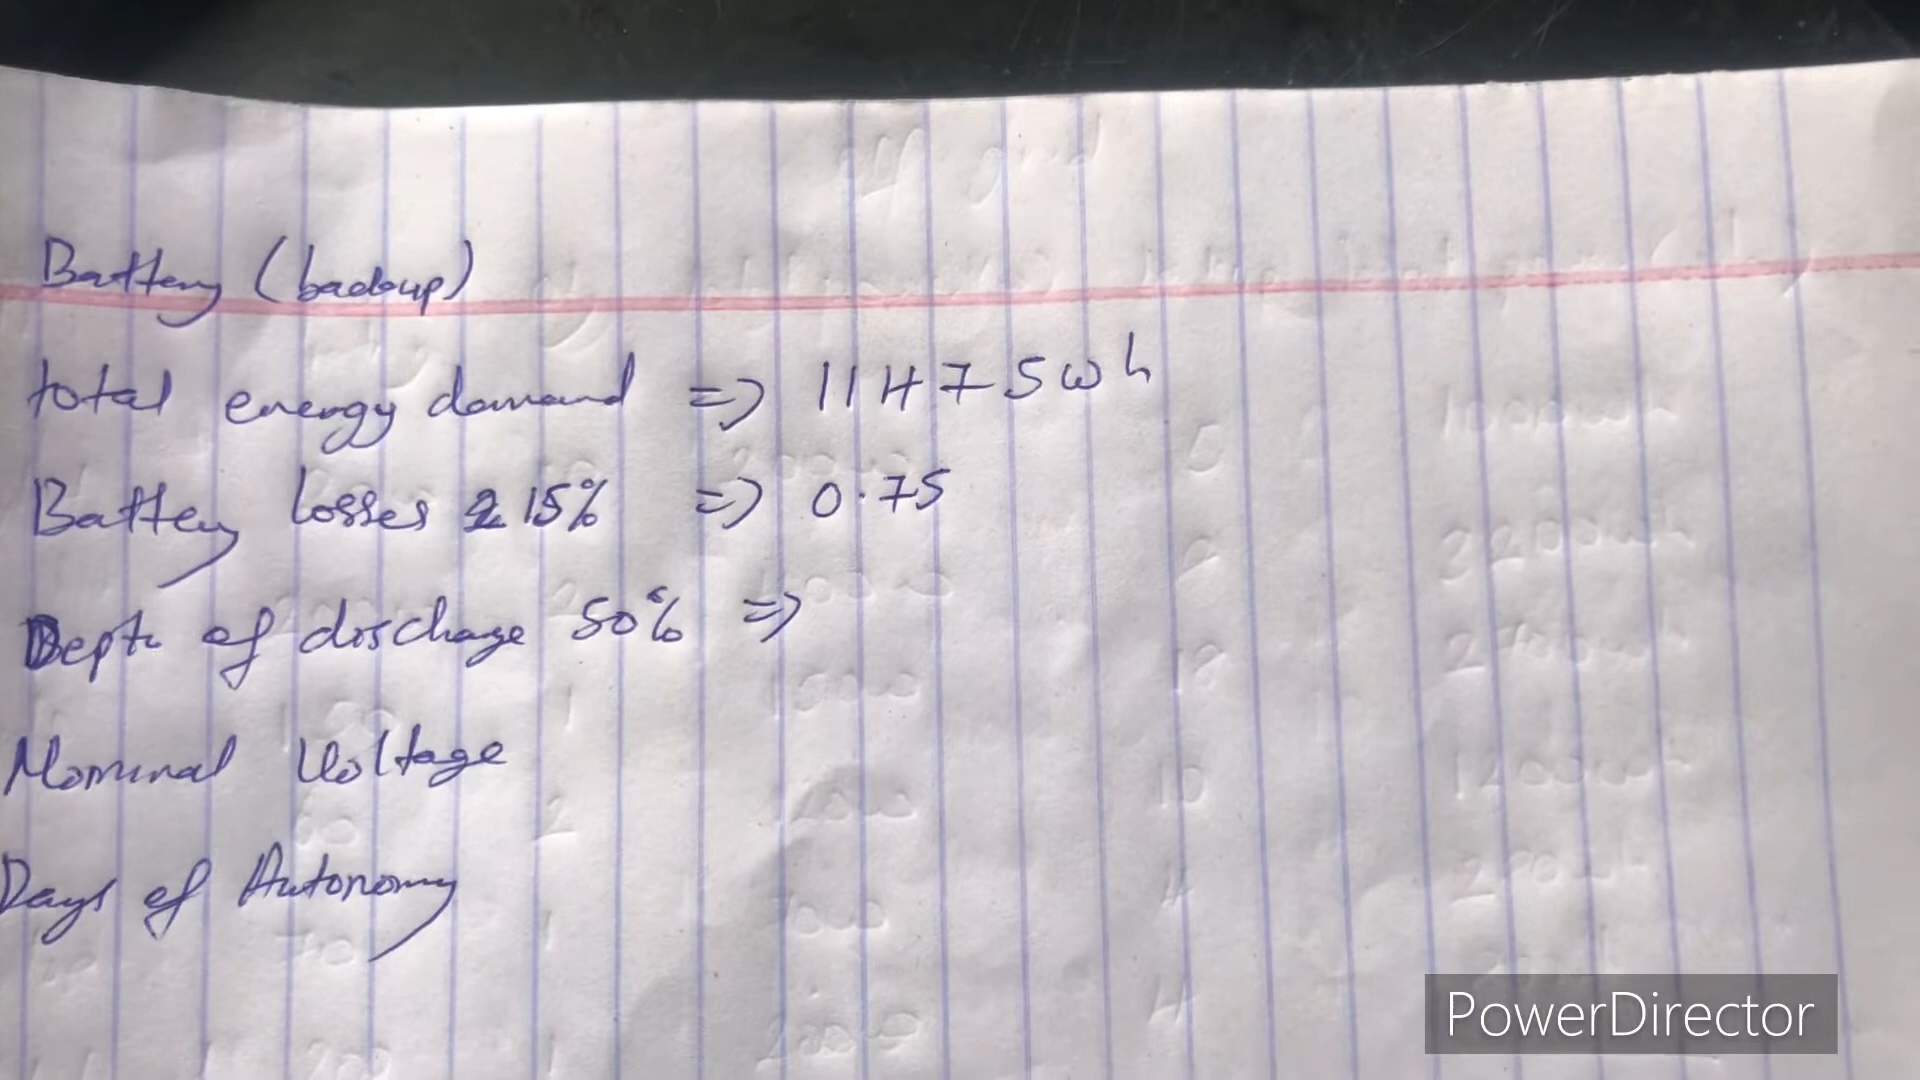 Battery (backup)
total energy demand => 11475wh
Battery losses 15% => 0.75
Depth of discharge 50% =>
Nominal Voltage
Days of Autonomy
PowerDirector